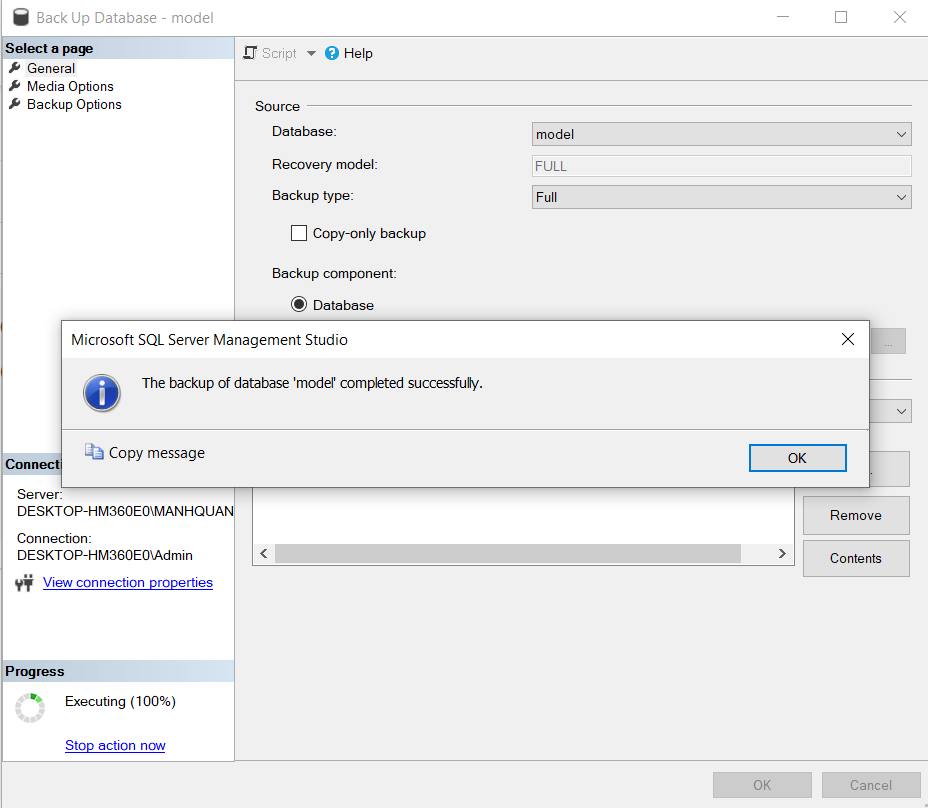 Back Up Database - model
Select a page
General
Media Options
Backup Options
Script
Help
Source
Database:
model
Recovery model:
FULL
Backup type:
Full
Copy-only backup
Backup component:
Database
...
Microsoft SQL Server Management Studio
The backup of database 'model' completed successfully.
Copy message
OK
Connecti
Server:
DESKTOP-HM360E0\MANHQUAN
Connection:
DESKTOP-HM360E0\Admin
View connection properties
Remove
Contents
Progress
Executing (100%)
Stop action now
OK
Cancel